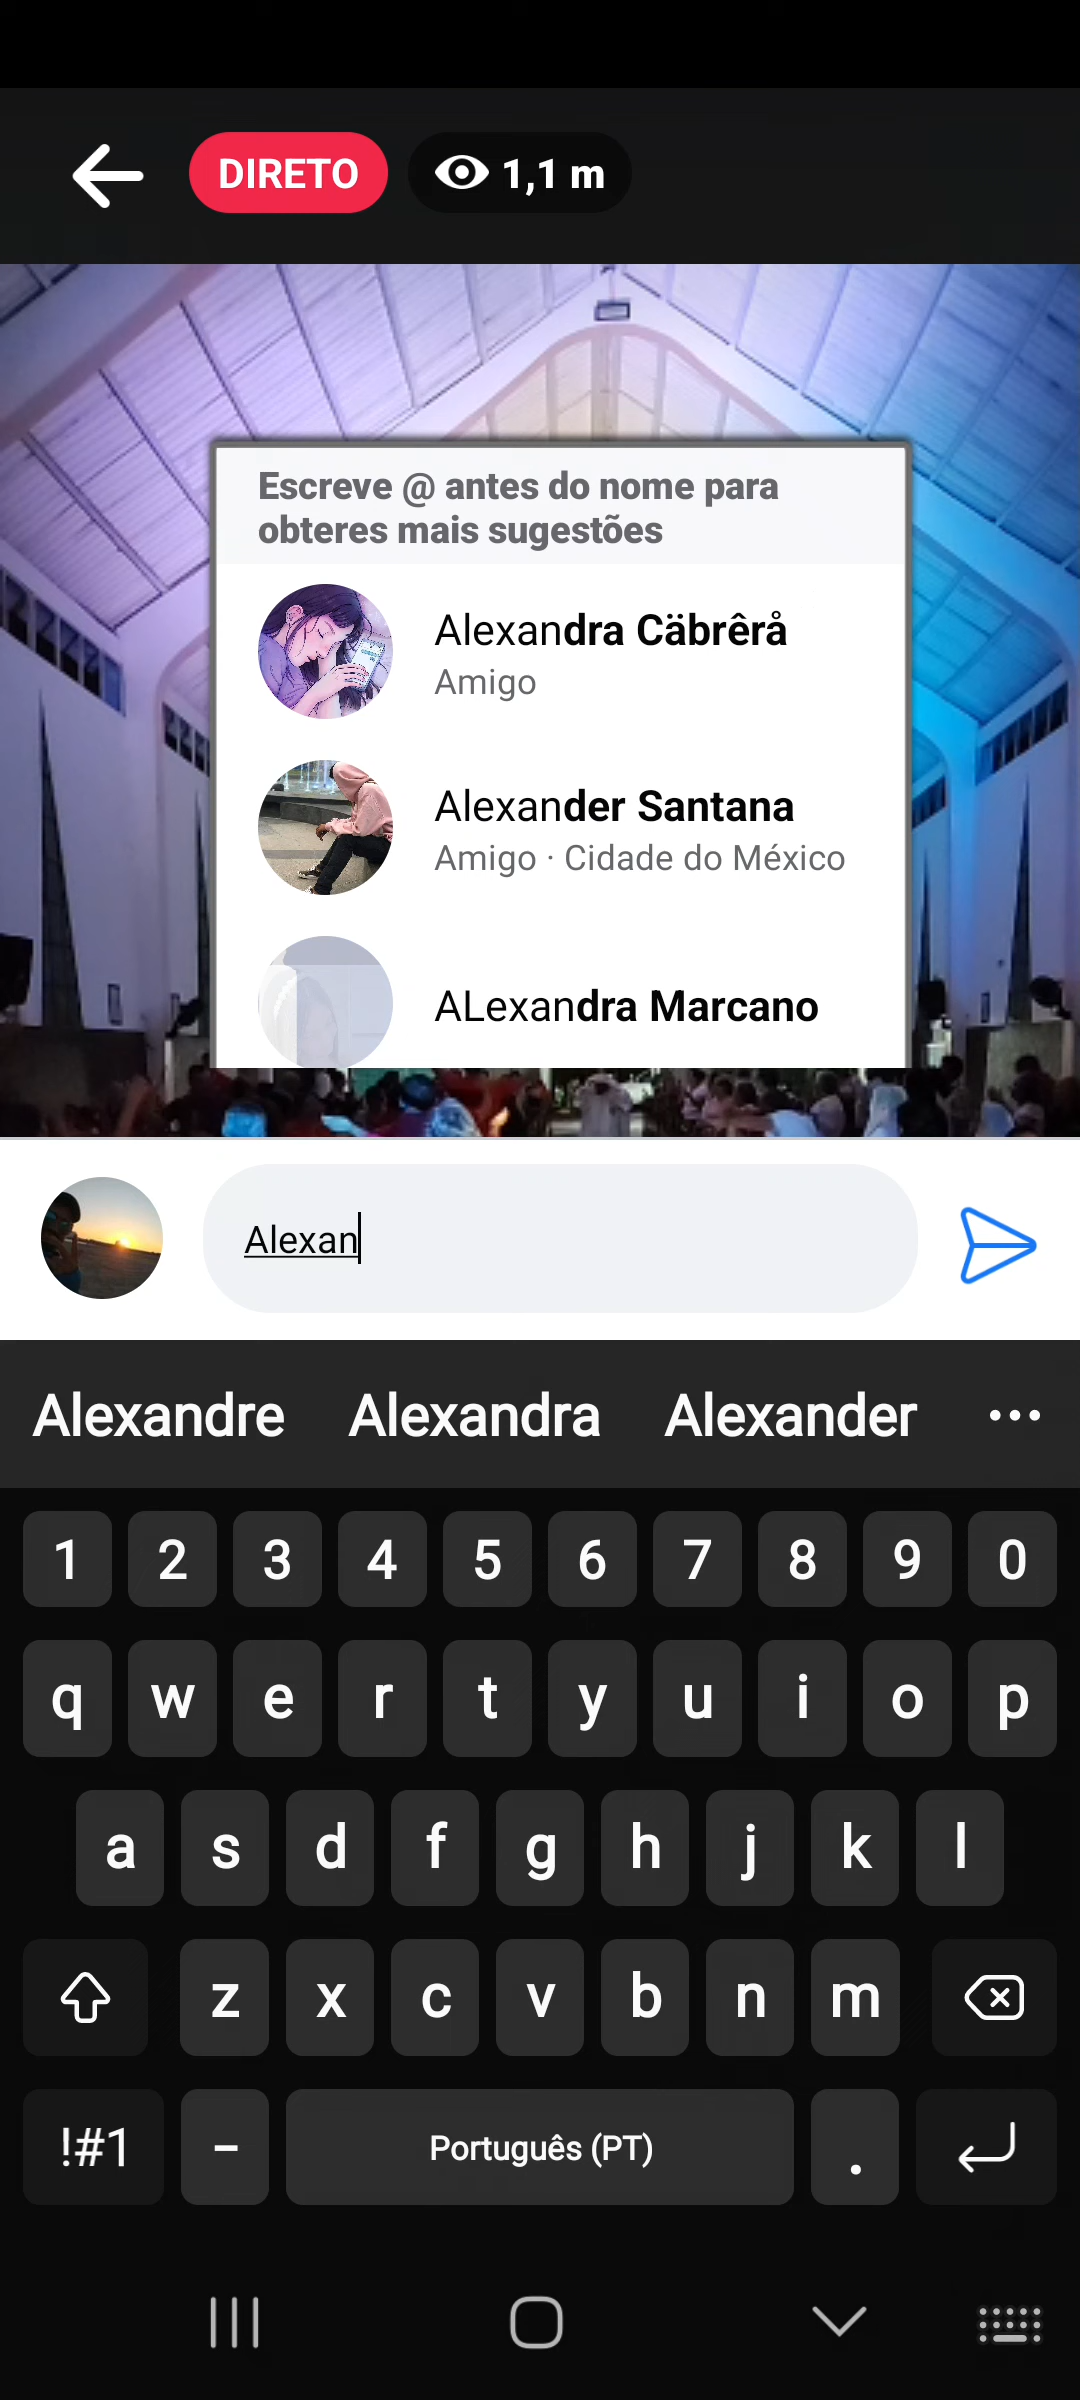 DIRETO 1,1 m
Escreve @ antes do nome para
obteres mais sugestões
Alexandra Cäbrêrå
Amigo
Alexander Santana
Amigo · Cidade do México
ALexandra Marcano
Alexan
Alexandre Alexandra Alexander ...
1 2 3 4 5 6 7 8 9 0
q w e r t y u i o p
a s d f g h j k l
z x c v b n m
!#1 - Português (PT) .